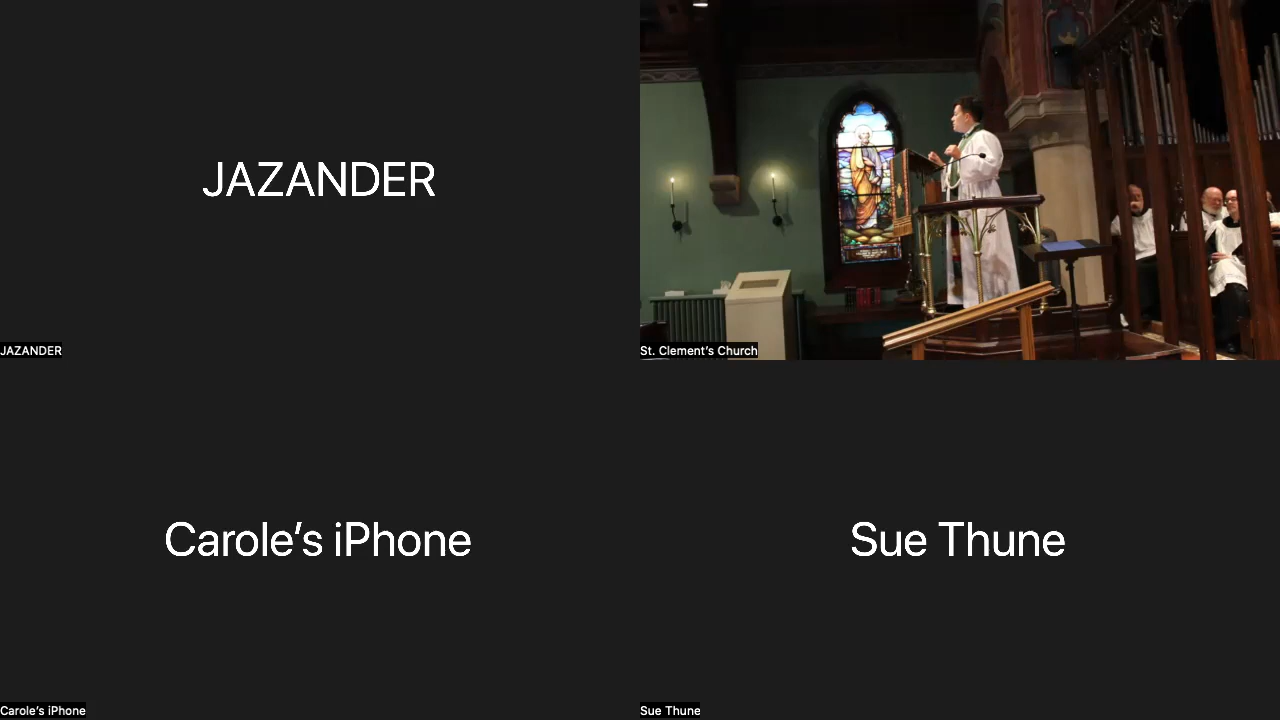 JAZANDER
JAZANDER
St. Clement’s Church
Carole’s iPhone
Sue Thune
Carole’s iPhone
Sue Thune